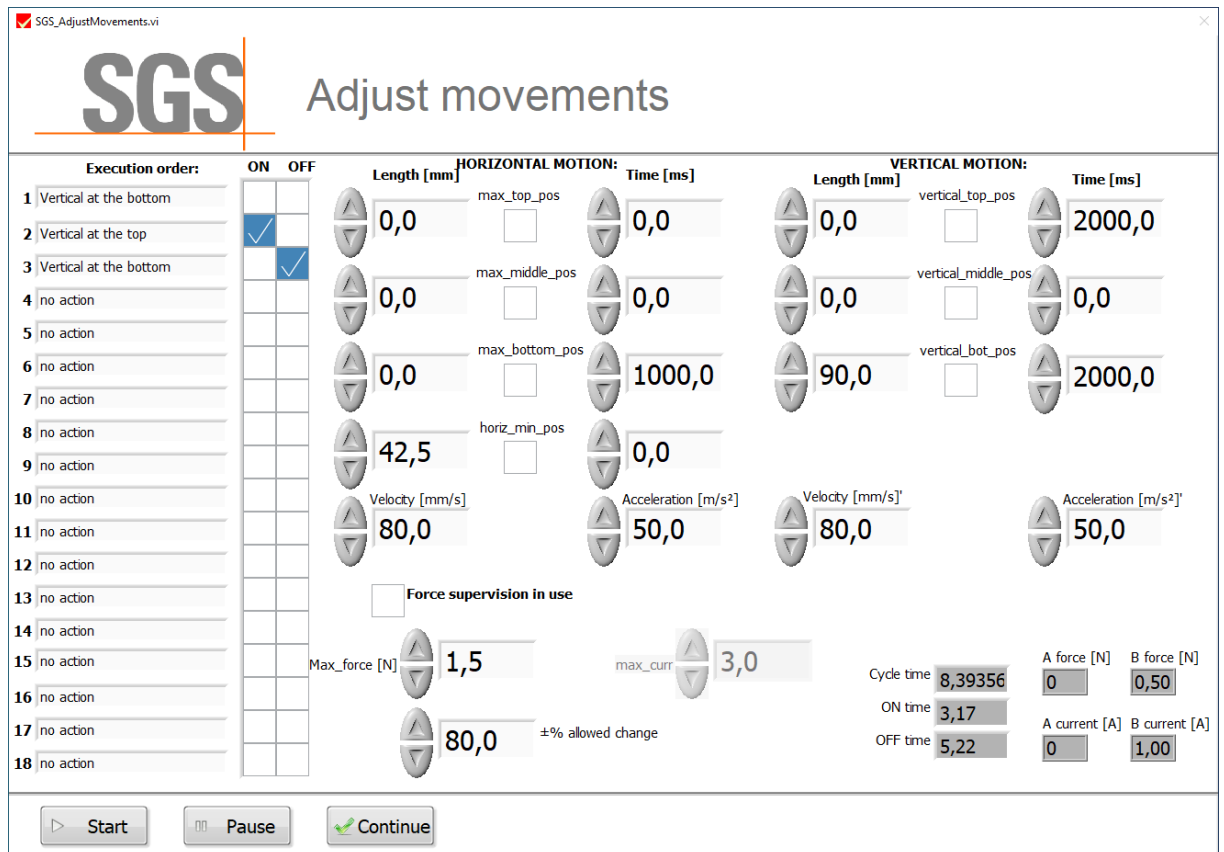 SGS_AdjustMovements.vi
SGS
Adjust movements
Execution order:
ON OFF
1 Vertical at the bottom
2 Vertical at the top
3 Vertical at the bottom
4 no action
5 no action
6 no action
7 no action
8 no action
9 no action
10 no action
11 no action
12 no action
13 no action
14 no action
15 no action
16 no action
17 no action
18 no action
HORIZONTAL MOTION:
Length [mm] Time [ms]
max_top_pos
0,0 0,0
max_middle_pos
0,0 0,0
max_bottom_pos
0,0 1000,0
horiz_min_pos
42,5 0,0
Velocity [mm/s] Acceleration [m/s²]
80,0 50,0
VERTICAL MOTION:
Length [mm] Time [ms]
vertical_top_pos
0,0 2000,0
vertical_middle_pos
0,0 0,0
vertical_bot_pos
90,0 2000,0
Velocity [mm/s]' Acceleration [m/s²]'
80,0 50,0
Force supervision in use
Max_force [N] 1,5
max_curr 3,0
80,0 ±% allowed change
Cycle time 8,39356
ON time 3,17
OFF time 5,22
A force [N] B force [N]
0 0,50
A current [A] B current [A]
0 1,00
Start Pause Continue